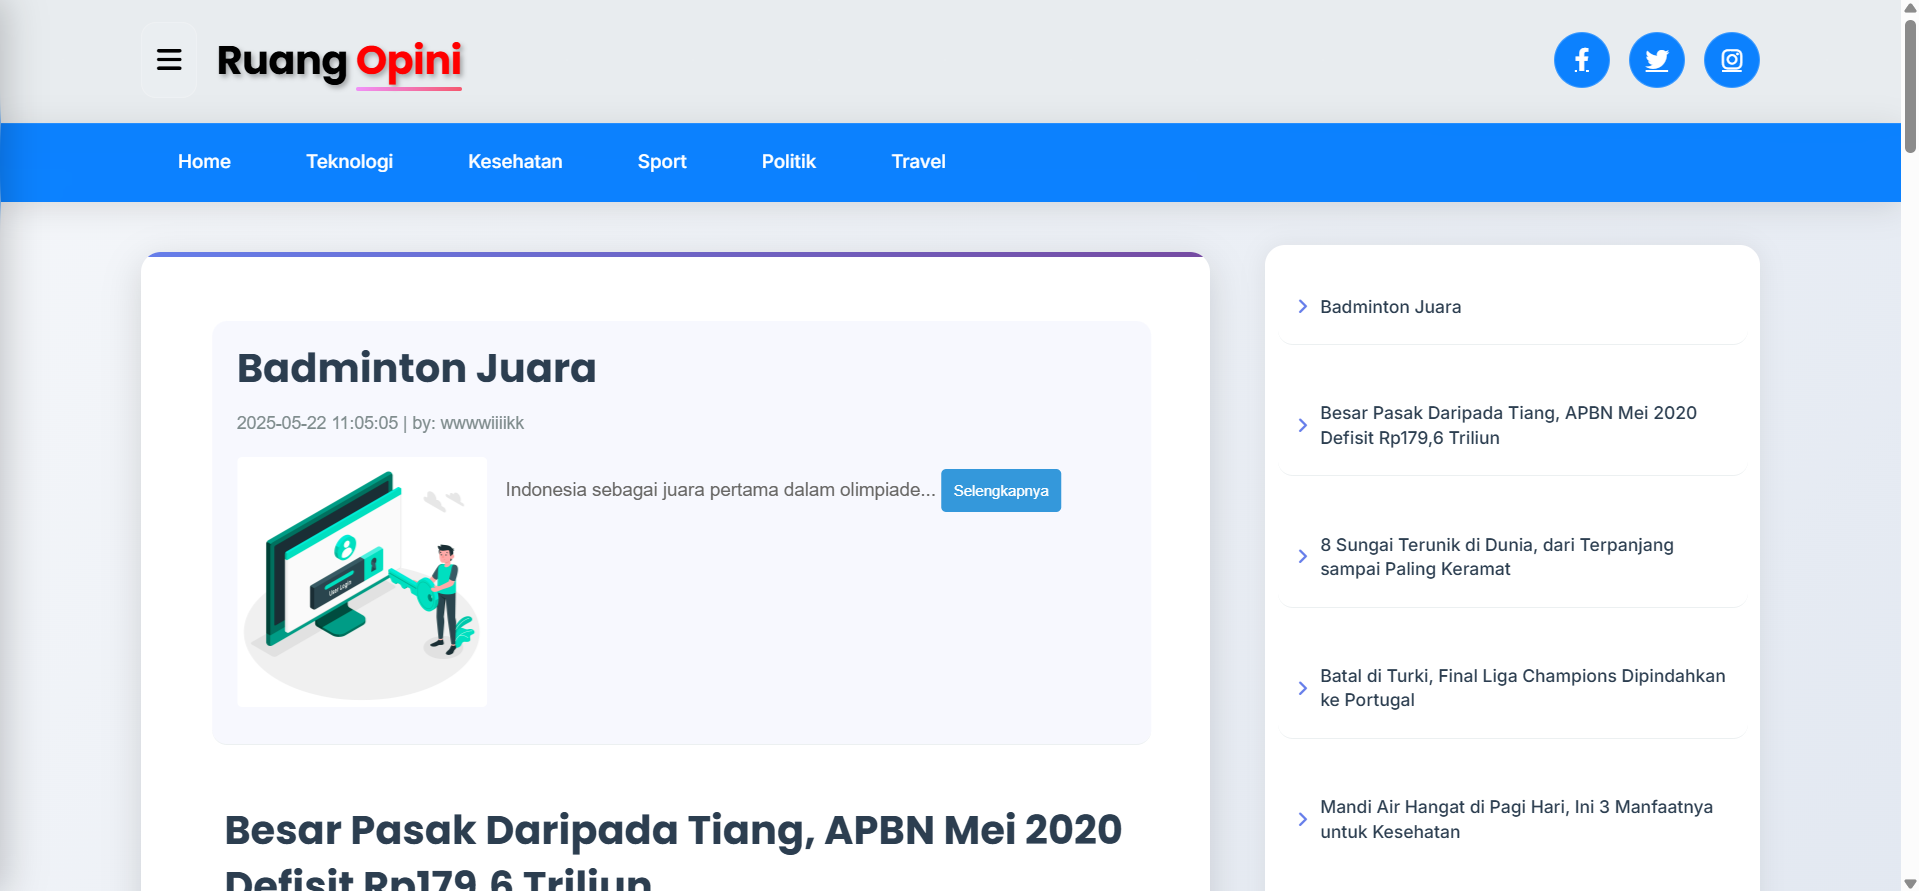 Ruang Opini
Home Teknologi Kesehatan Sport Politik Travel
Badminton Juara
2025-05-22 11:05:05 | by: wwwwiiiikk
User Login
Indonesia sebagai juara pertama dalam olimpiade... Selengkapnya
Besar Pasak Daripada Tiang, APBN Mei 2020
Defisit Rp179,6 Triliun
Badminton Juara
Besar Pasak Daripada Tiang, APBN Mei 2020
Defisit Rp179,6 Triliun
8 Sungai Terunik di Dunia, dari Terpanjang
sampai Paling Keramat
Batal di Turki, Final Liga Champions Dipindahkan
ke Portugal
Mandi Air Hangat di Pagi Hari, Ini 3 Manfaatnya
untuk Kesehatan